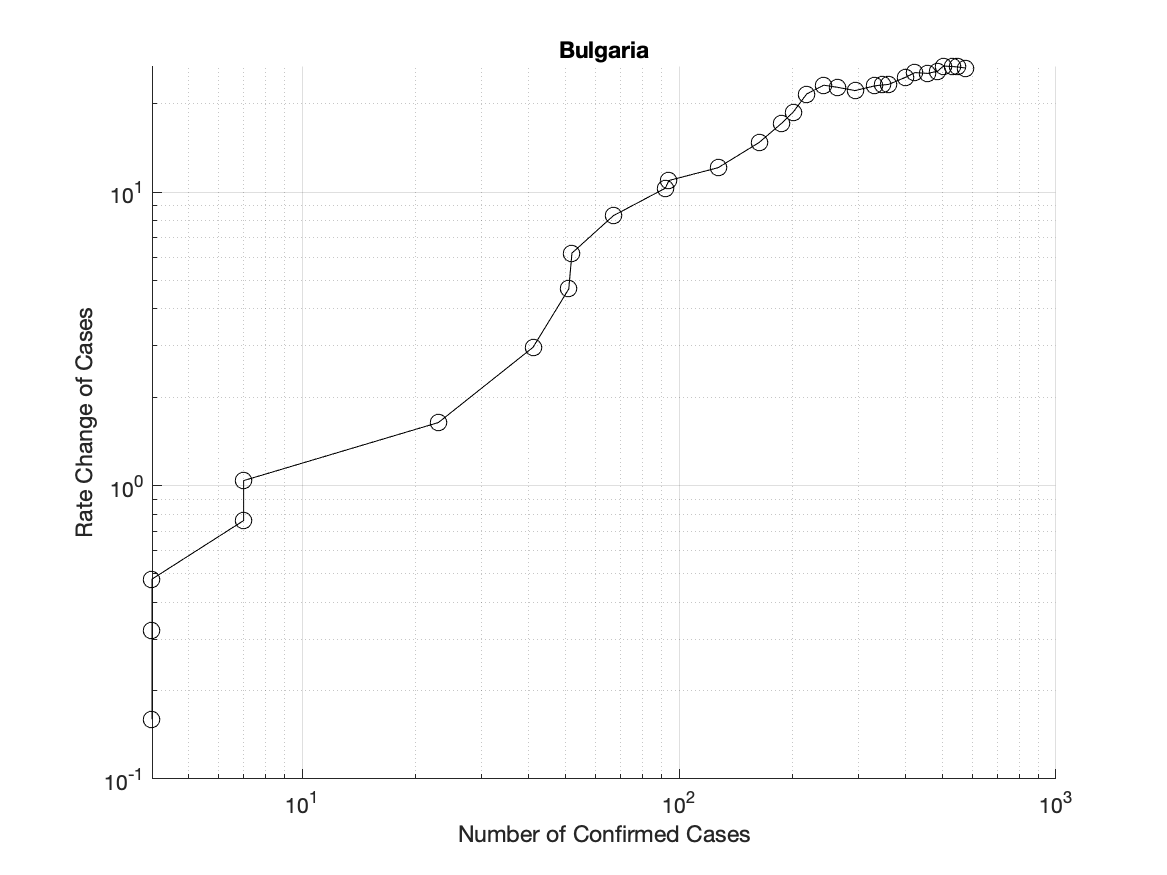 Bulgaria
Rate Change of Cases
10^1
10^0
10^-1
10^1 10^2 10^3
Number of Confirmed Cases